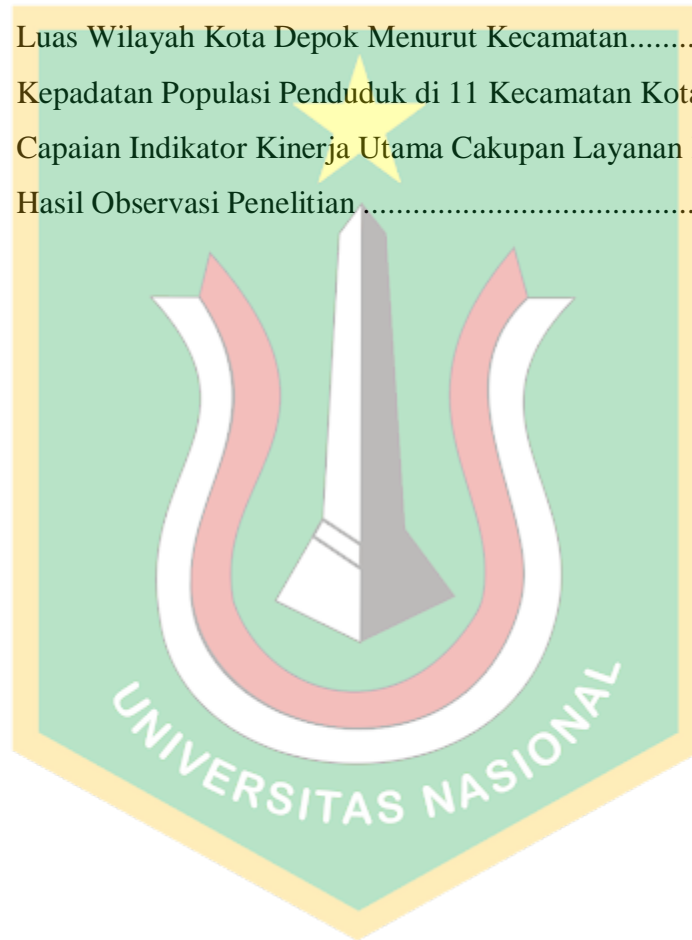 Luas Wilayah Kota Depok Menurut Kecamatan........
Kepadatan Populasi Penduduk di 11 Kecamatan Kota
Capaian Indikator Kinerja Utama Cakupan Layanan
Hasil Observasi Penelitian .....................................
UNIVERSITAS NASIONAL